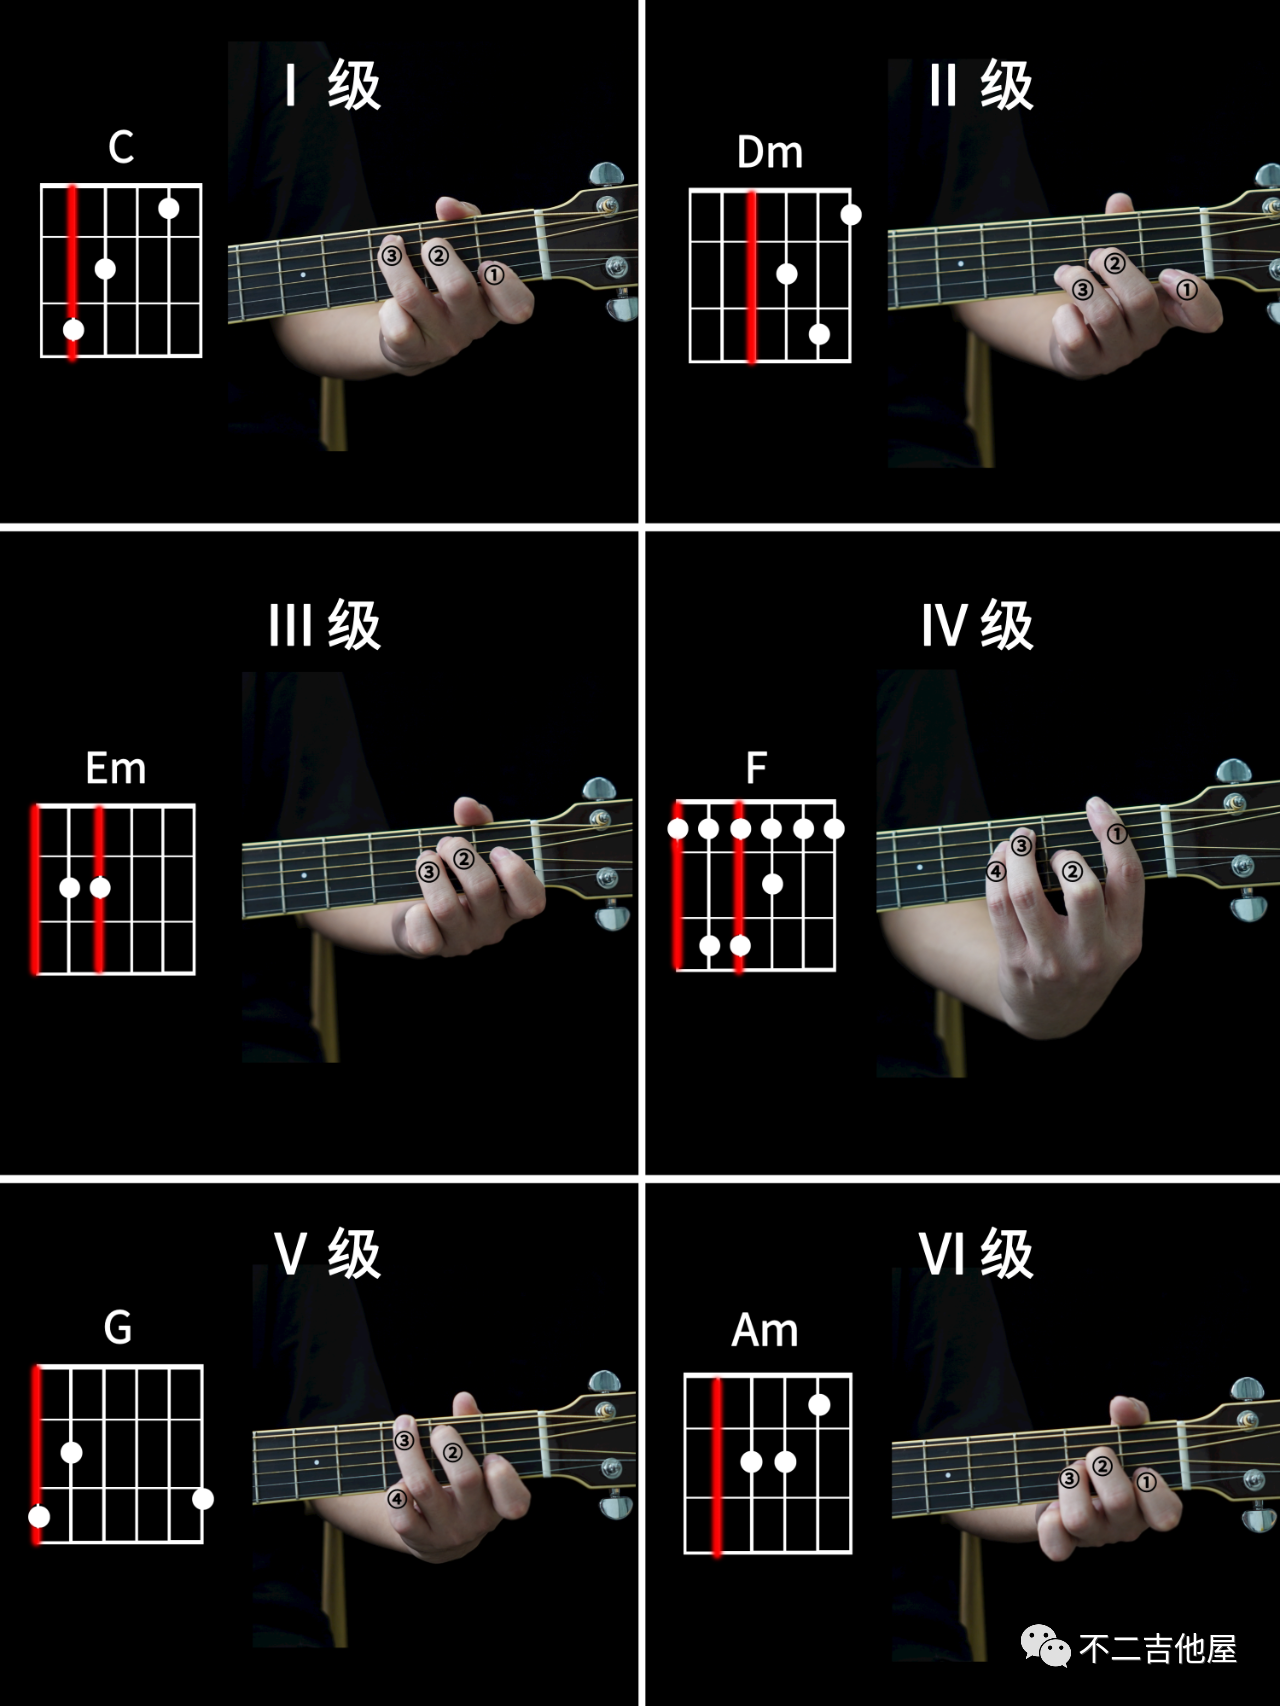 I 级
C
③ ② ①
II 级
Dm
③ ② ①
III 级
Em
③ ②
IV 级
F
④ ③ ② ①
V 级
G
③ ②
④
VI 级
Am
③ ② ①
不二吉他屋